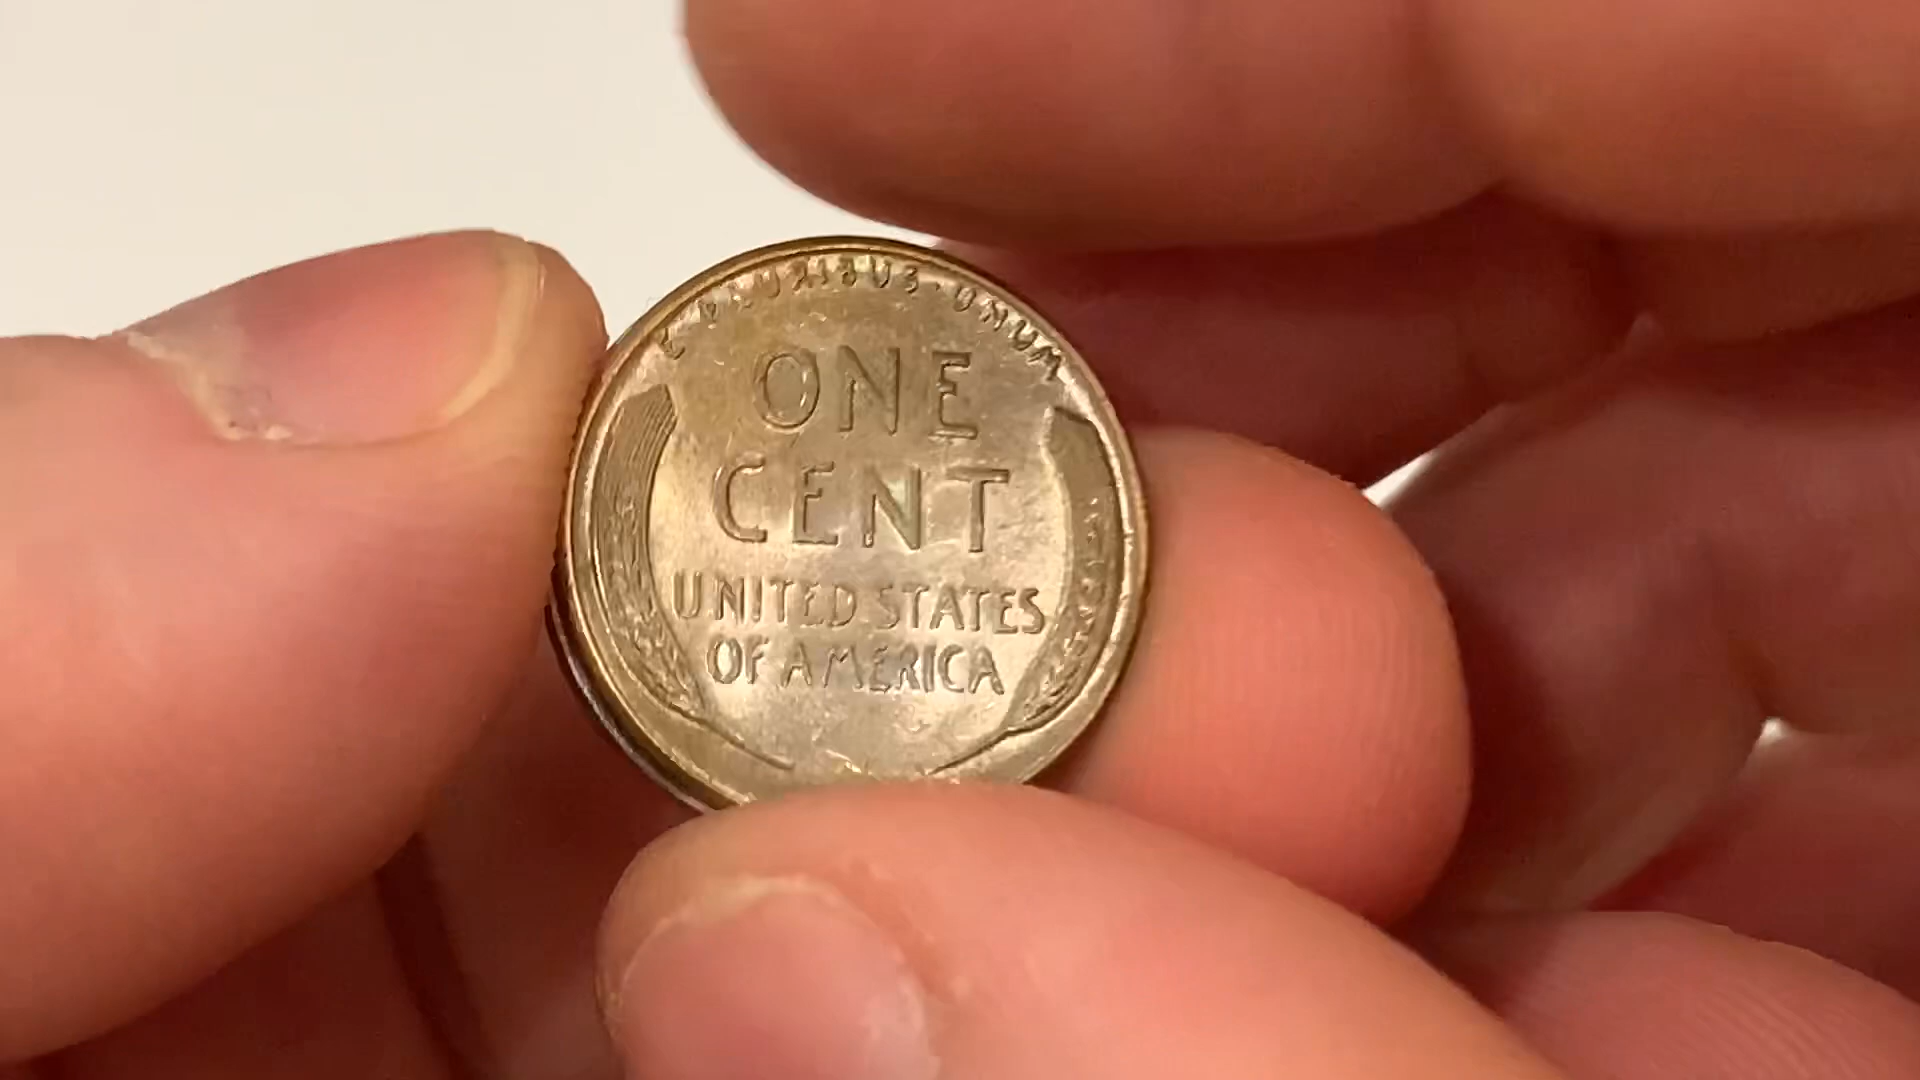 E·PLURIBUS·UNUM
ONE
CENT
UNITED STATES
OF AMERICA